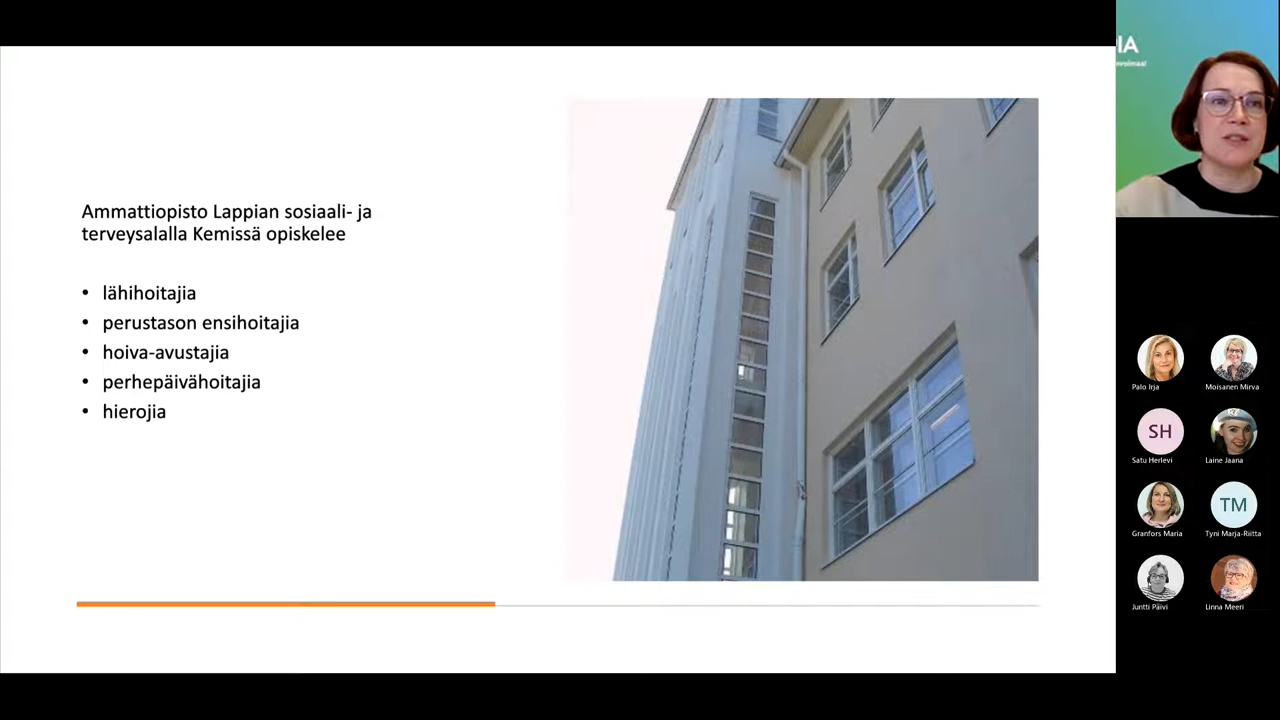 Ammattiopisto Lappian sosiaali- ja
terveysalalla Kemissä opiskelee
• lähihoitajia
• perustason ensihoitajia
• hoiva-avustajia
• perhepäivähoitajia
• hierojia
IA
Palo Irja
Moisanen Mirva
SH
Satu Herlevi
Laine Jaana
Granfors Maria
TM
Tyni Marja-Riitta
Juntti Päivi
Linna Meeri